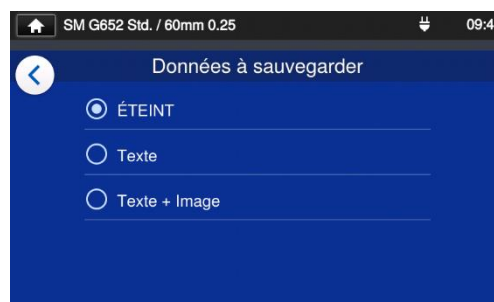 SM G652 Std. / 60mm 0.25
09:4
Données à sauvegarder
ÉTEINT
Texte
Texte + Image